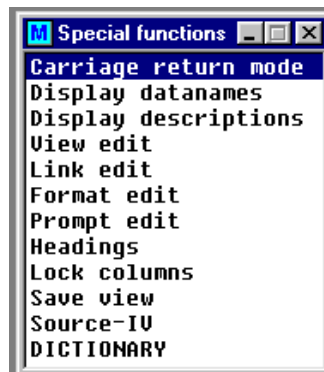 M Special functions
Carriage return mode
Display datanames
Display descriptions
View edit
Link edit
Format edit
Prompt edit
Headings
Lock columns
Save view
Source-IV
DICTIONARY